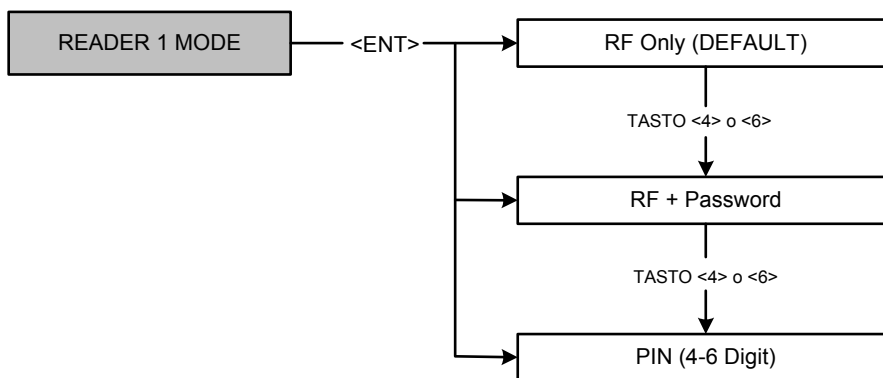 READER 1 MODE
<ENT>
RF Only (DEFAULT)
TASTO <4> o <6>
RF + Password
TASTO <4> o <6>
PIN (4-6 Digit)